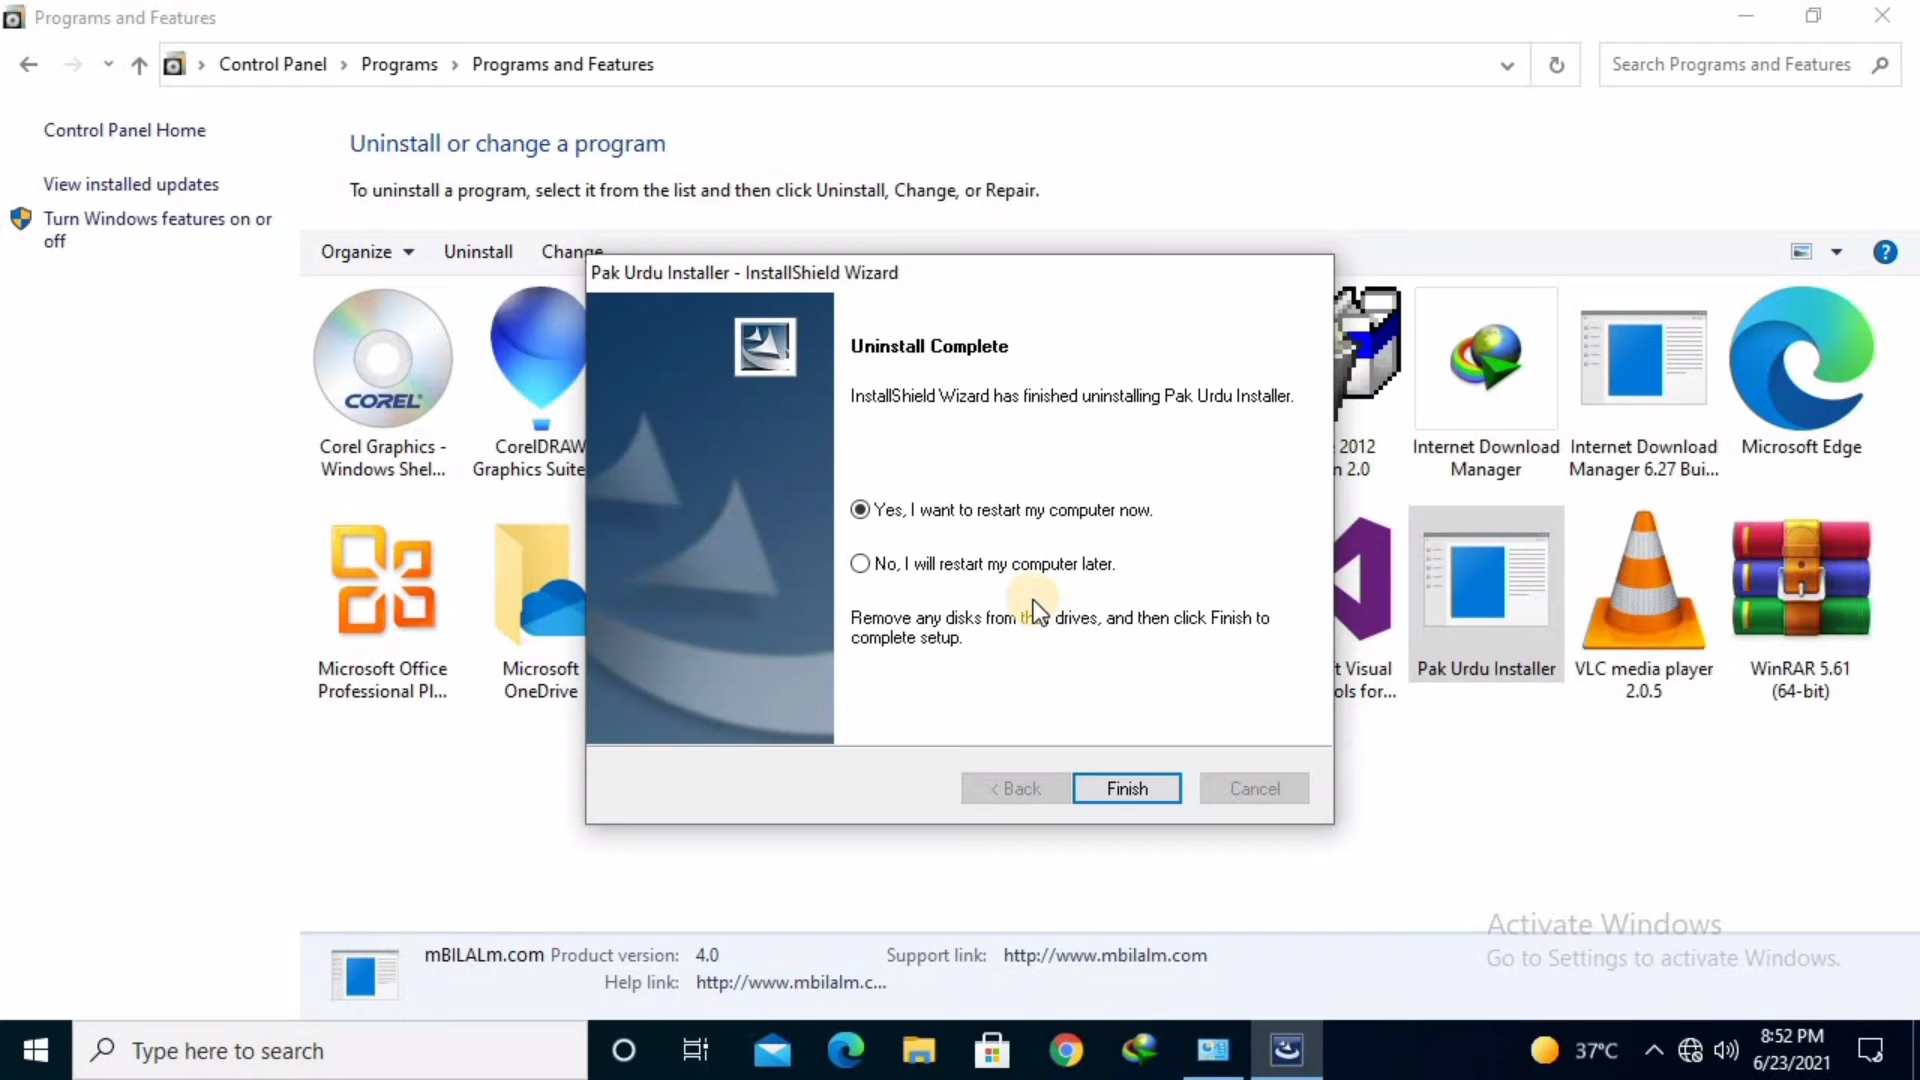 Programs and Features
Control Panel
Programs
Programs and Features
Search Programs and Features
Control Panel Home
View installed updates
Turn Windows features on or
off
Uninstall or change a program
To uninstall a program, select it from the list and then click Uninstall, Change, or Repair.
Organize
Uninstall
Change
Pak Urdu Installer - InstallShield Wizard
Uninstall Complete
InstallShield Wizard has finished uninstalling Pak Urdu Installer.
Yes, I want to restart my computer now.
No, I will restart my computer later.
Remove any disks from drives, and then click Finish to
complete setup.
< Back
Finish
Cancel
COREL
Corel Graphics -
Windows Shel...
CorelDRAW
Graphics Suite
2012
n 2.0
Internet Download
Manager
Internet Download
Manager 6.27 Bui...
Microsoft Edge
Microsoft Office
Professional Pl...
Microsoft
OneDrive
t Visual
ols for...
Pak Urdu Installer
VLC media player
2.0.5
WinRAR 5.61
(64-bit)
Activate Windows
Go to Settings to activate Windows.
mBILALm.com Product version: 4.0
Support link: http://www.mbilalm.com
Help link: http://www.mbilalm.c...
Type here to search
37°C
8:52 PM
6/23/2021